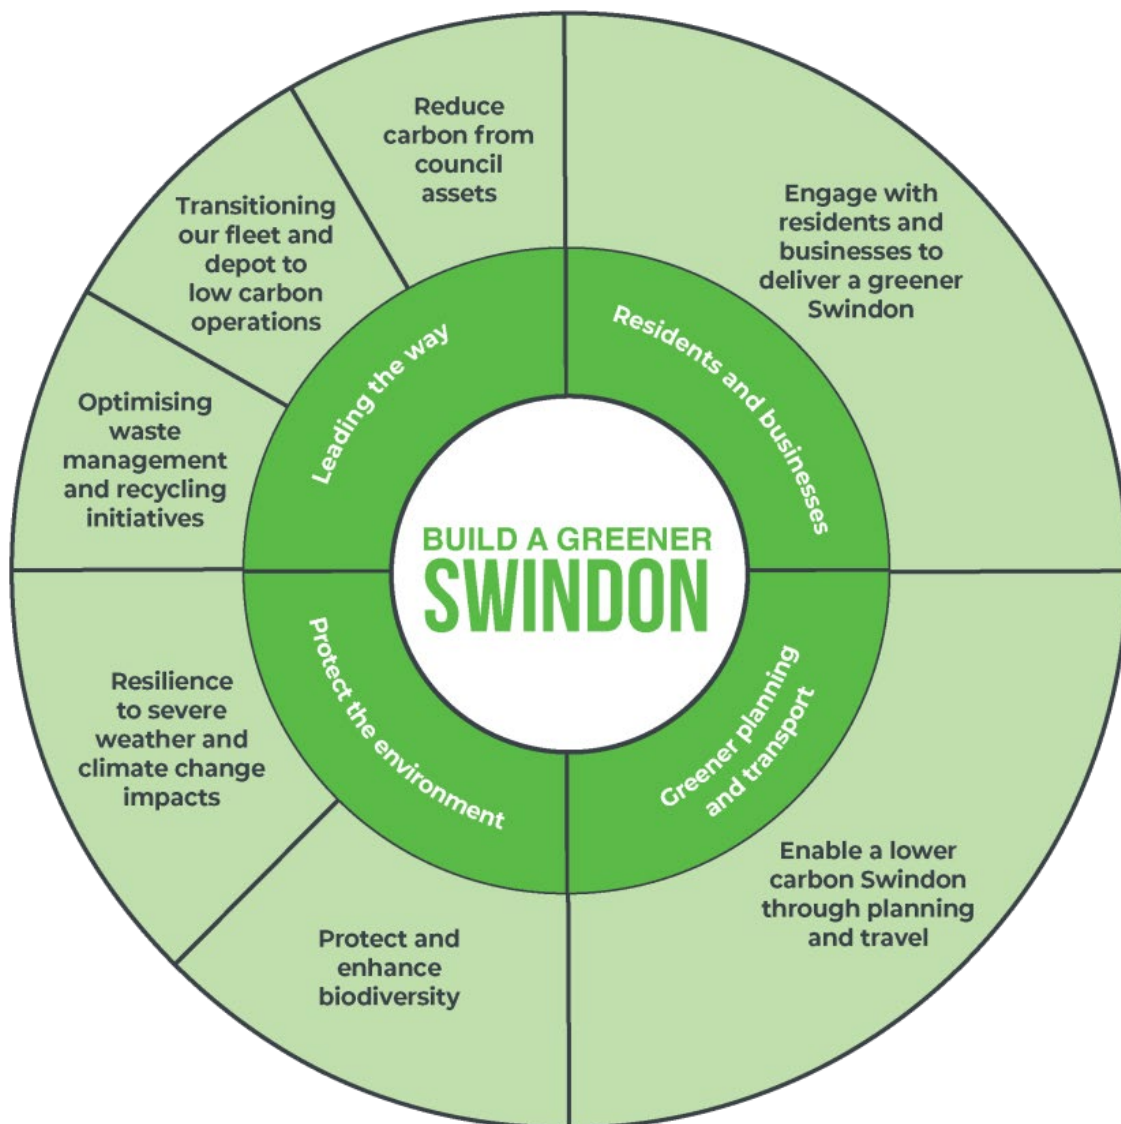 BUILD A GREENER
SWINDON
Leading the way
Reduce
carbon from
council
assets
Transitioning
our fleet and
depot to
low carbon
operations
Optimising
waste
management
and recycling
initiatives
Residents and businesses
Engage with
residents and
businesses to
deliver a greener
Swindon
Greener planning
and transport
Enable a lower
carbon Swindon
through planning
and travel
Protect the environment
Resilience
to severe
weather and
climate change
impacts
Protect and
enhance
biodiversity